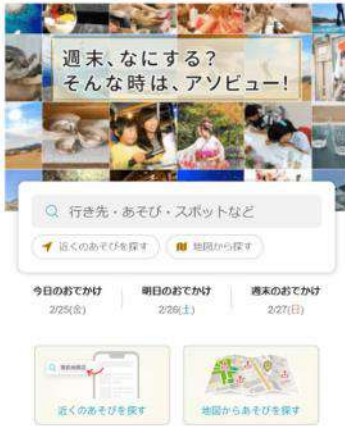 週末、なにする?
そんな時は、アソビュー!
行き先・あそび・スポットなど
近くのあそびを探す
地図から探す
今日のおでかけ
明日のおでかけ
週末のおでかけ
2/25(金)
2/26(土)
2/27(日)
近くのあそびを探す
地図からあそびを探す